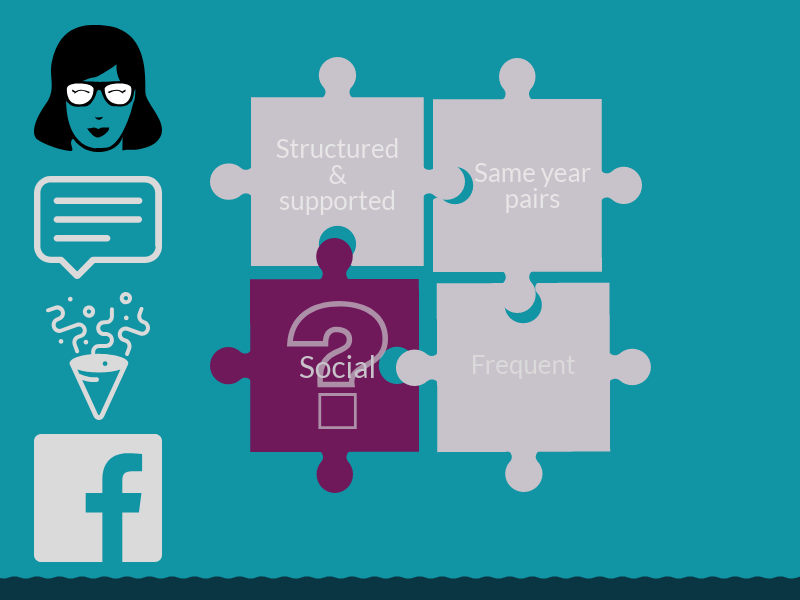 Structured
&
supported
Same year
pairs
?
Social
Frequent
f